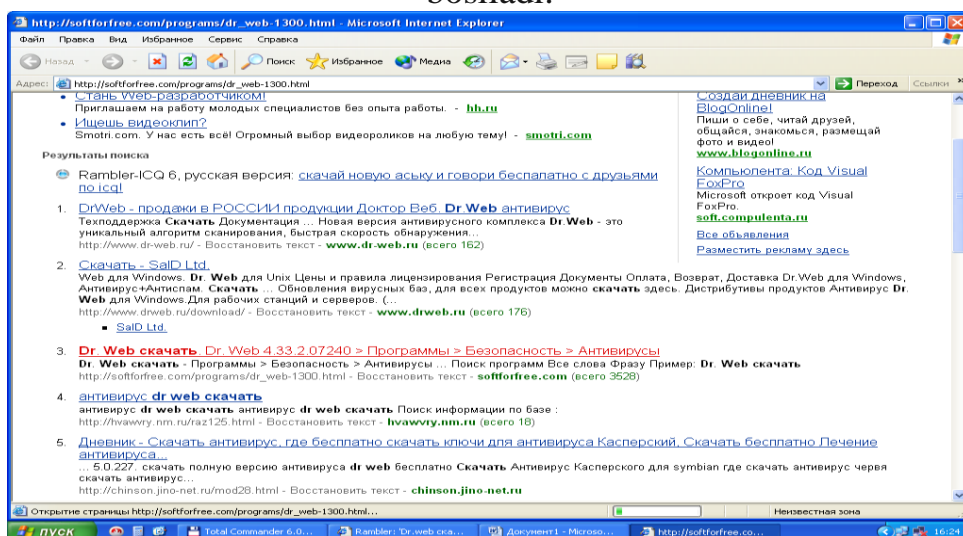 http://softforfree.com/programs/dr_web-1300.html - Microsoft Internet Explorer
Файл Правка Вид Избранное Сервис Справка
Назад Поиск Избранное Медиа
Адрес: http://softforfree.com/programs/dr_web-1300.html Переход Ссылки »
• Стань Web-разработчиком!
Приглашаем на работу молодых специалистов без опыта работы. - hh.ru
• Ищешь видеоклип?
Smotri.com. У нас есть всё! Огромный выбор видеороликов на любую тему! - smotri.com
Результаты поиска
Rambler-ICQ 6, русская версия: скачай новую аську и говори бесплатно с друзьями
по icq!
1. DrWeb - продажи в РОССИИ продукции Доктор Веб. Dr Web антивирус
Техподдержка Скачать Документация ... Новая версия антивирусного комплекса Dr.Web - это
уникальный алгоритм сканирования, быстрая скорость обнаружения...
http://www.dr-web.ru/ - Восстановить текст - www.dr-web.ru (всего 162)
2. Скачать - SalD Ltd.
Web для Windows. Dr. Web для Unix Цены и правила лицензирования Регистрация Документы Оплата, Возврат, Доставка Dr.Web для Windows,
Антивирус+Антиспам. Скачать ... Обновления вирусных баз, для всех продуктов можно скачать здесь. Дистрибутивы продуктов Антивирус Dr.
Web для Windows.Для рабочих станций и серверов. (...
http://www.drweb.ru/download/ - Восстановить текст - www.drweb.ru (всего 176)
▪ SalD Ltd.
3. Dr. Web скачать. Dr. Web 4.33.2.07240 > Программы > Безопасность > Антивирусы
Dr. Web скачать - Программы > Безопасность > Антивирусы ... Поиск программ Все слова Фразу Пример: Dr. Web скачать
http://softforfree.com/programs/dr_web-1300.html - Восстановить текст - softforfree.com (всего 3528)
4. антивирус dr web скачать
антивирус dr web скачать антивирус dr web скачать Поиск информации по базе :
http://hvawvry.nm.ru/raz125.html - Восстановить текст - hvawvry.nm.ru (всего 18)
5. Дневник - Скачать антивирус, где бесплатно скачать ключи для антивируса Касперский, Скачать бесплатно Лечение
антивируса...
... 5.0.227. скачать полную версию антивируса dr web бесплатно Скачать Антивирус Касперского для symbian где скачать антивирус червя
скачать антивирус...
http://chinson.jino-net.ru/mod28.html - Восстановить текст - chinson.jino-net.ru
Создай дневник на
BlogOnline!
Пиши о себе, читай друзей,
общайся, знакомься, размещай
фото и видео!
www.blogonline.ru
Компьюлента: Код Visual
FoxPro
Microsoft откроет код Visual
FoxPro.
soft.compulenta.ru
Все объявления
Разместить рекламу здесь
Открытие страницы http://softforfree.com/programs/dr_web-1300.html... Неизвестная зона
пуск Total Commander 6.0... Rambler: 'Dr.web ска... Документ1 - Microso... http://softforfree.co... 16:24